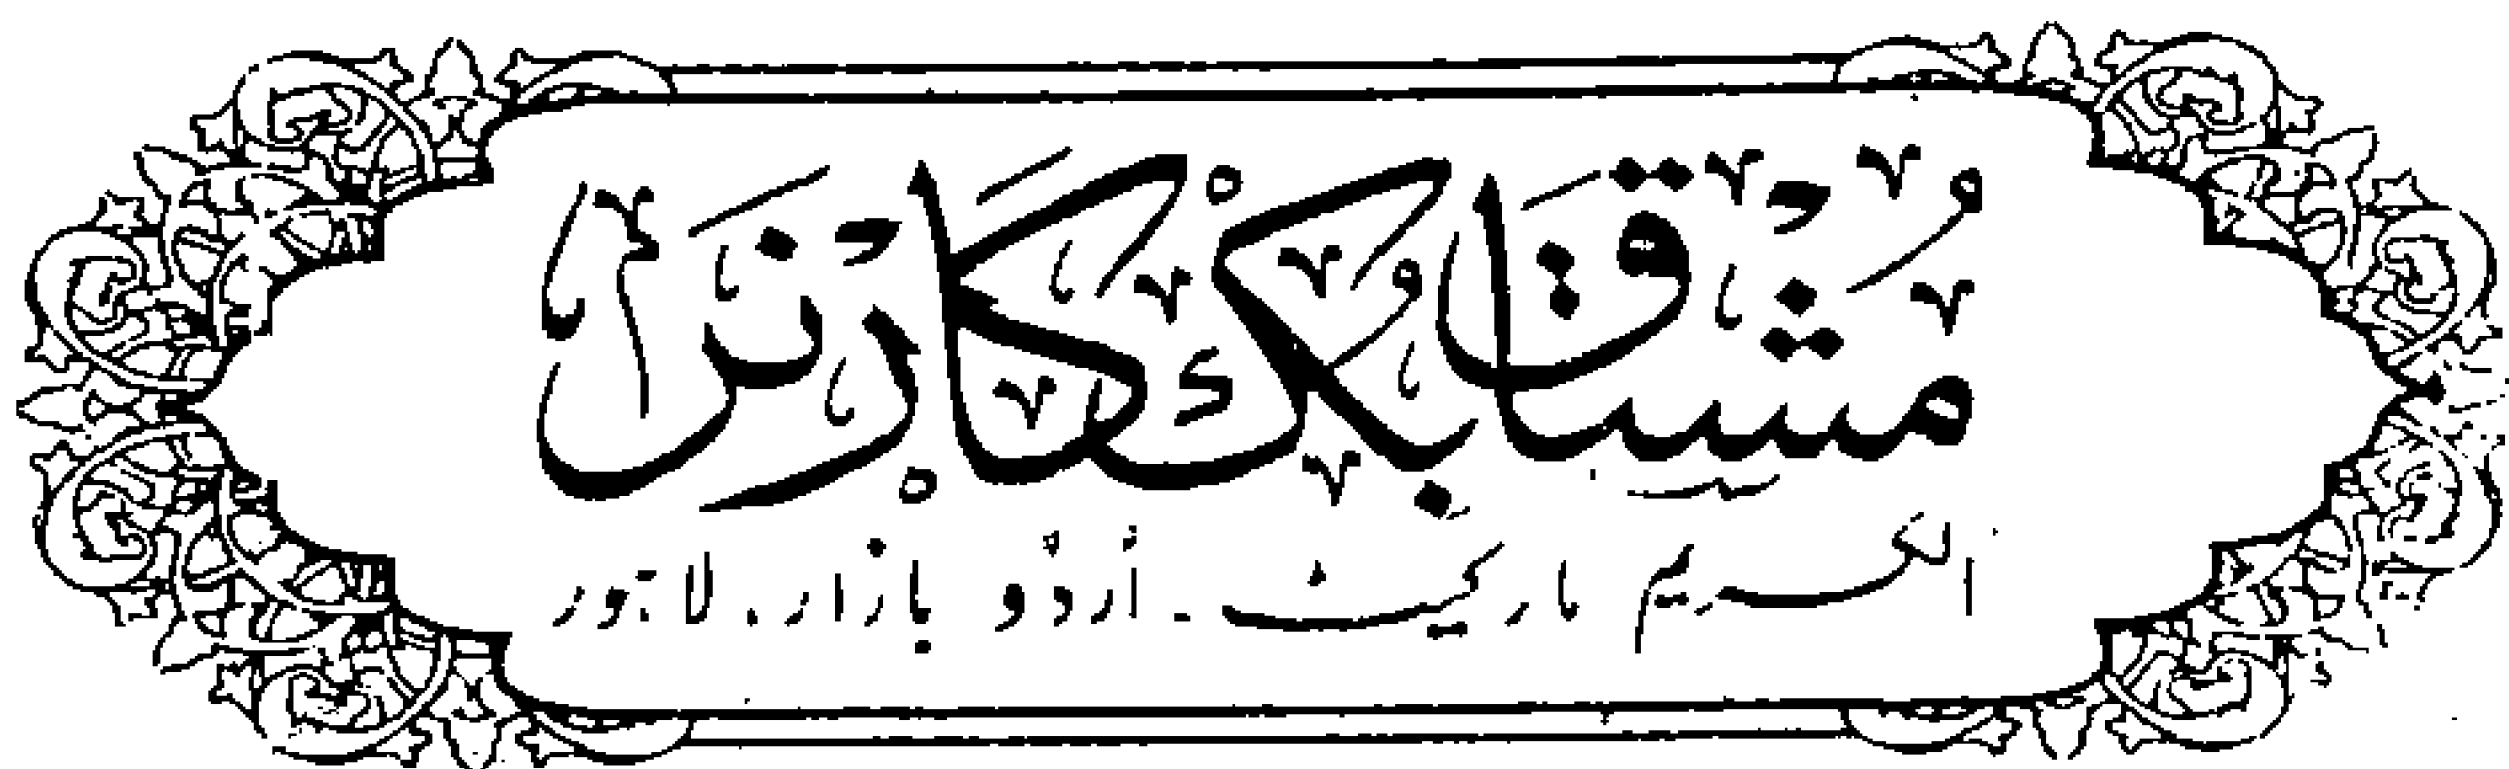 مشتاق بک کارنر
الکریم مارکیٹ۔ اردو بازار۔ لاہور